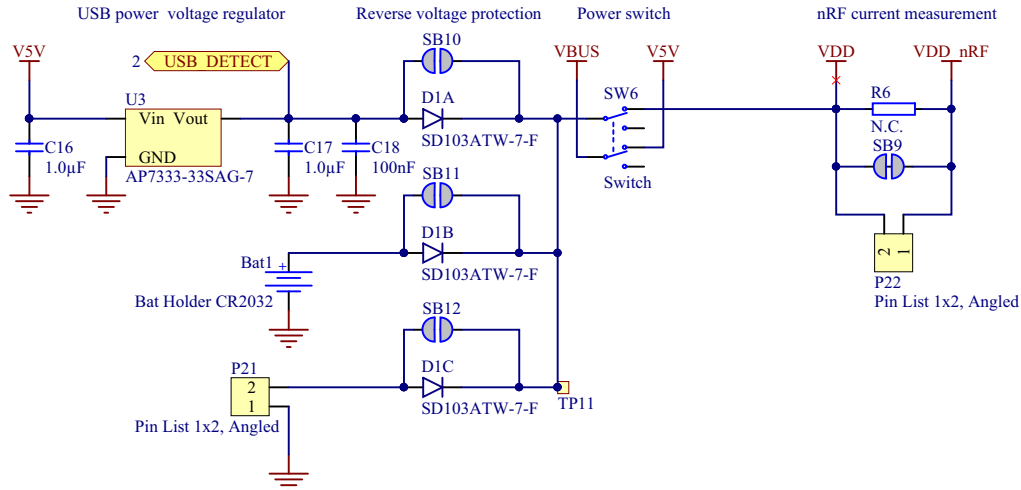 USB power voltage regulator
Reverse voltage protection
Power switch
nRF current measurement
V5V
2
USB_DETECT
SB10
VBUS
V5V
VDD
VDD_nRF
U3
Vin Vout
GND
AP7333-33SAG-7
D1A
SD103ATW-7-F
SW6
Switch
R6
N.C.
SB9
C16
1.0µF
C17
1.0µF
C18
100nF
SB11
D1B
SD103ATW-7-F
Bat1
+
Bat Holder CR2032
2
1
P22
Pin List 1x2, Angled
SB12
P21
2
1
Pin List 1x2, Angled
D1C
SD103ATW-7-F
TP11